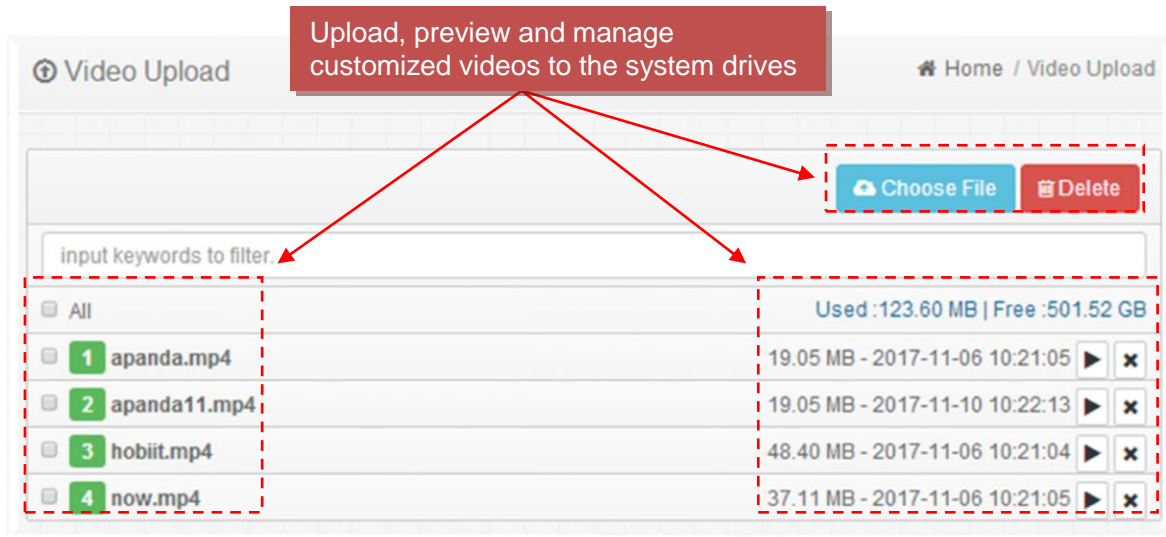 Upload, preview and manage
customized videos to the system drives
Video Upload
Home / Video Upload
Choose File
Delete
input keywords to filter.
All
Used :123.60 MB | Free :501.52 GB
1 apanda.mp4
19.05 MB - 2017-11-06 10:21:05
2 apanda11.mp4
19.05 MB - 2017-11-10 10:22:13
3 hobiit.mp4
48.40 MB - 2017-11-06 10:21:04
4 now.mp4
37.11 MB - 2017-11-06 10:21:05